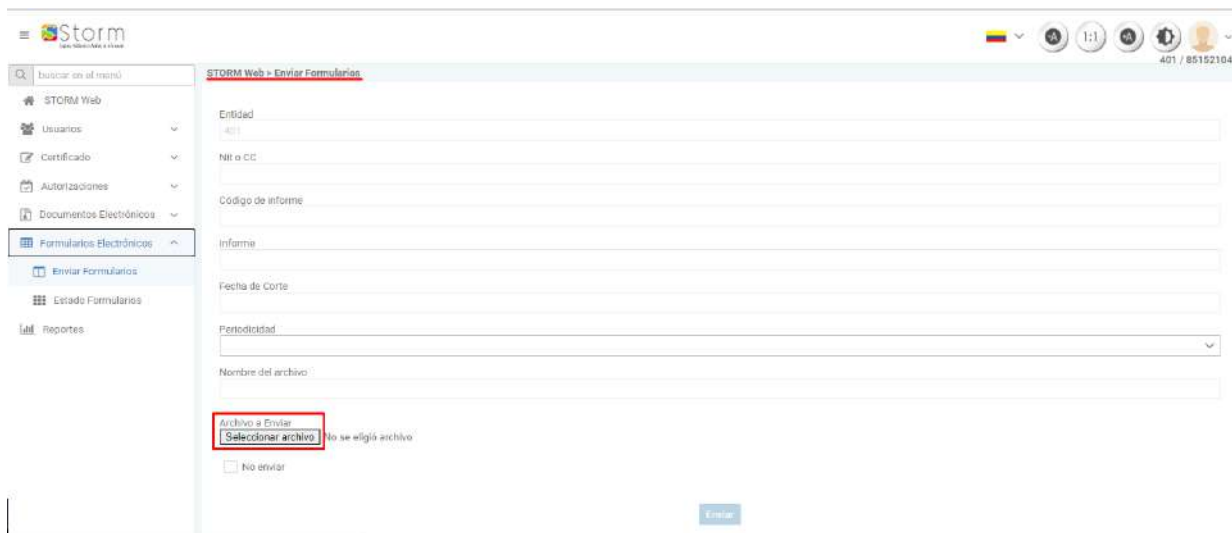 Storm
1:1
401 / 85152104
buscar en el menú
STORM Web > Enviar Formularios
STORM Web
Usuarios
Certificado
Autorizaciones
Documentos Electrónicos
Formularios Electrónicos
Enviar Formularios
Estado Formularios
Reportes
Entidad
401
Nit o CC
Código de informe
Informe
Fecha de Corte
Periodicidad
Nombre del archivo
Archivo a Enviar
Seleccionar archivo No se eligió archivo
No enviar
Enviar